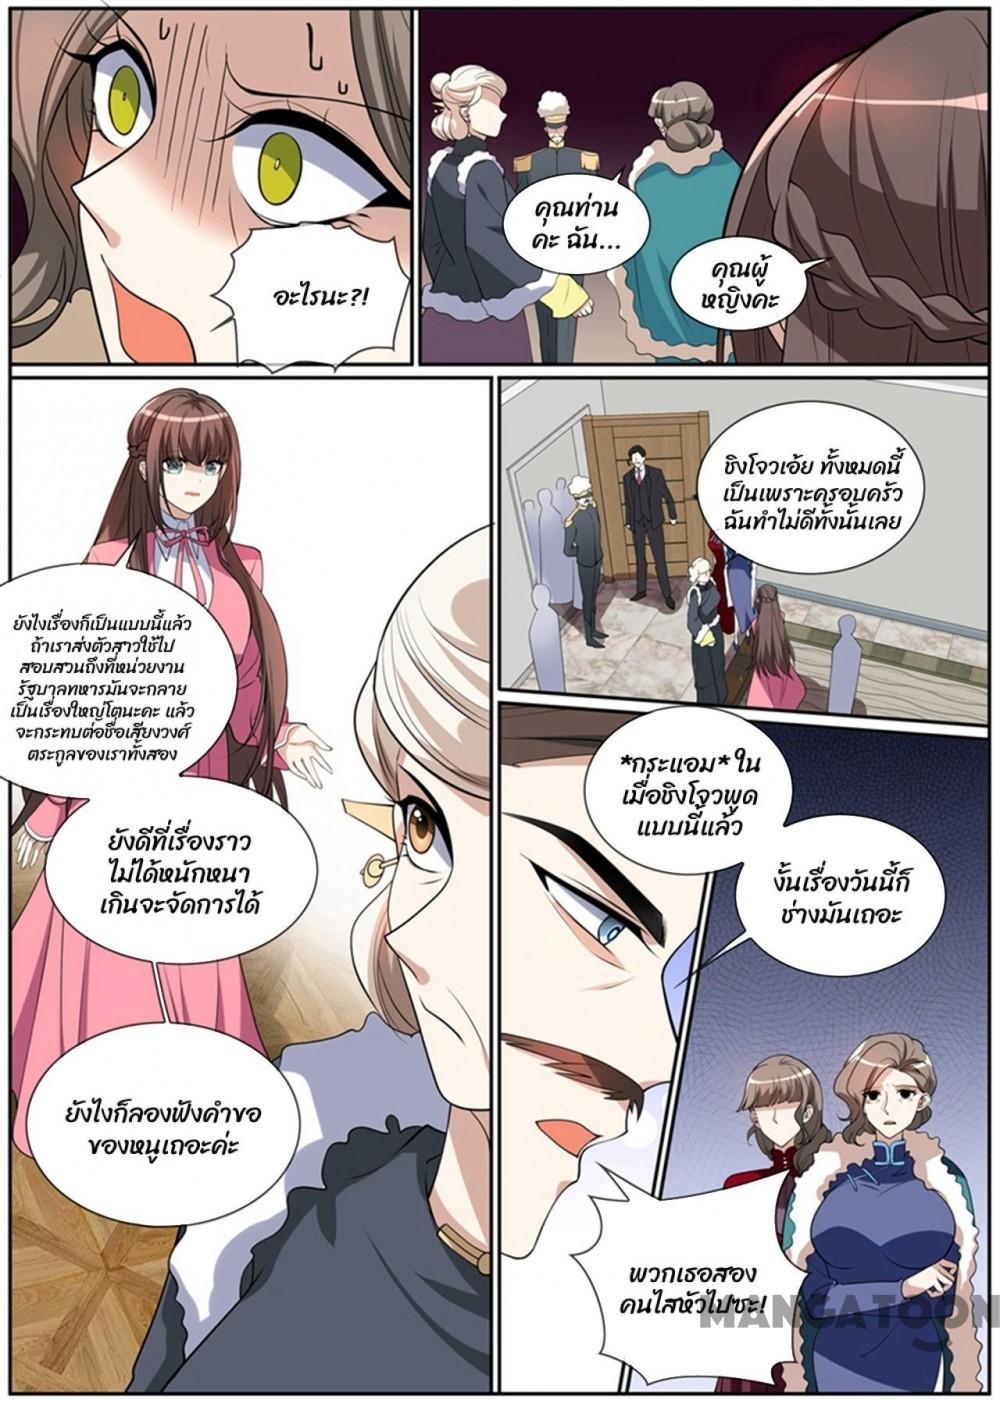 อะไรนะ?!
คุณท่าน
คะ ฉัน...
คุณผู้
หญิงคะ
ยังไงเรื่องก็เป็นแบบนี้แล้ว
ถ้าเราส่งตัวสาวใช้ไป
สอบสวนถึงที่หน่วยงาน
รัฐบาลทหารมันจะกลาย
เป็นเรื่องใหญ่โตนะคะ แล้ว
จะกระทบต่อชื่อเสียงวงศ์
ตระกูลของเราทั้งสอง
ยังดีที่เรื่องราว
ไม่ได้หนักหนา
เกินจะจัดการได้
ยังไงก็ลองฟังคำขอ
ของหนูเถอะค่ะ
ชิงโจวเอ้ย ทั้งหมดนี้
เป็นเพราะครอบครัว
ฉันทำไม่ดีทั้งนั้นเลย
*กระแอม* ใน
เมื่อชิงโจวพูด
แบบนี้แล้ว
งั้นเรื่องวันนี้ก็
ช่างมันเถอะ
พวกเธอสอง
คนไสหัวไปซะ!
MANGATOON